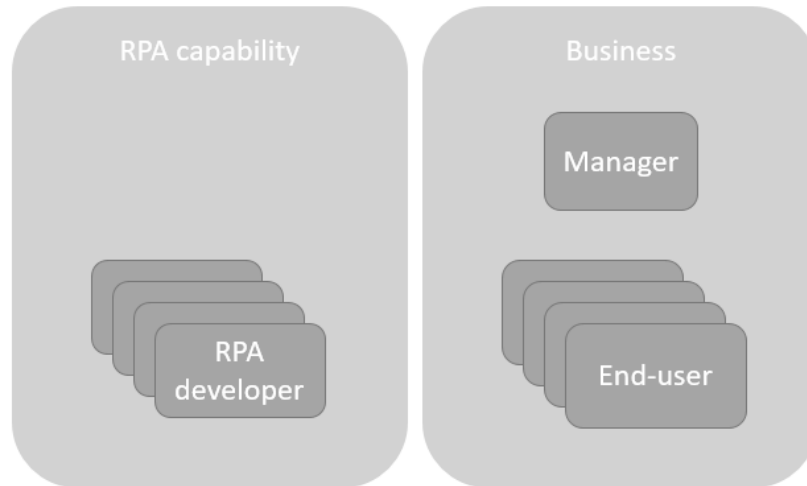 RPA capability
Business
Manager
RPA
developer
End-user